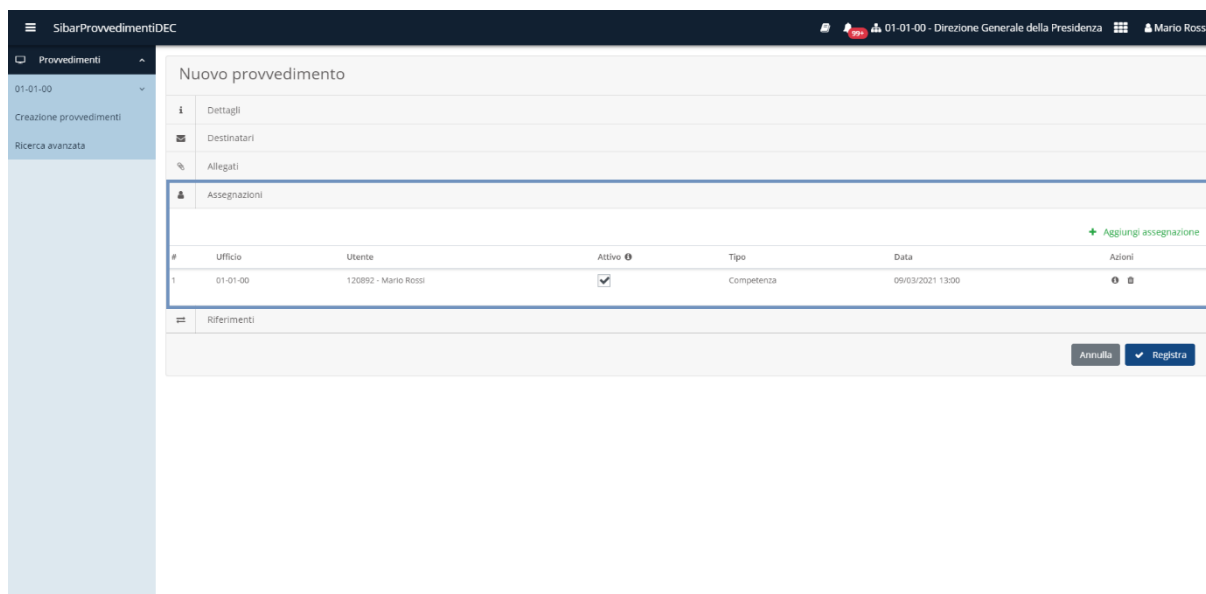 SibarProvvedimentiDEC
99+ 01-01-00 - Direzione Generale della Presidenza Mario Ross
Provvedimenti
01-01-00
Creazione provvedimenti
Ricerca avanzata
Nuovo provvedimento
Dettagli
Destinatari
Allegati
Assegnazioni
+ Aggiungi assegnazione
# Ufficio Utente Attivo Tipo Data Azioni
1 01-01-00 120892 - Mario Rossi Competenza 09/03/2021 13:00
Riferimenti
Annulla Registra